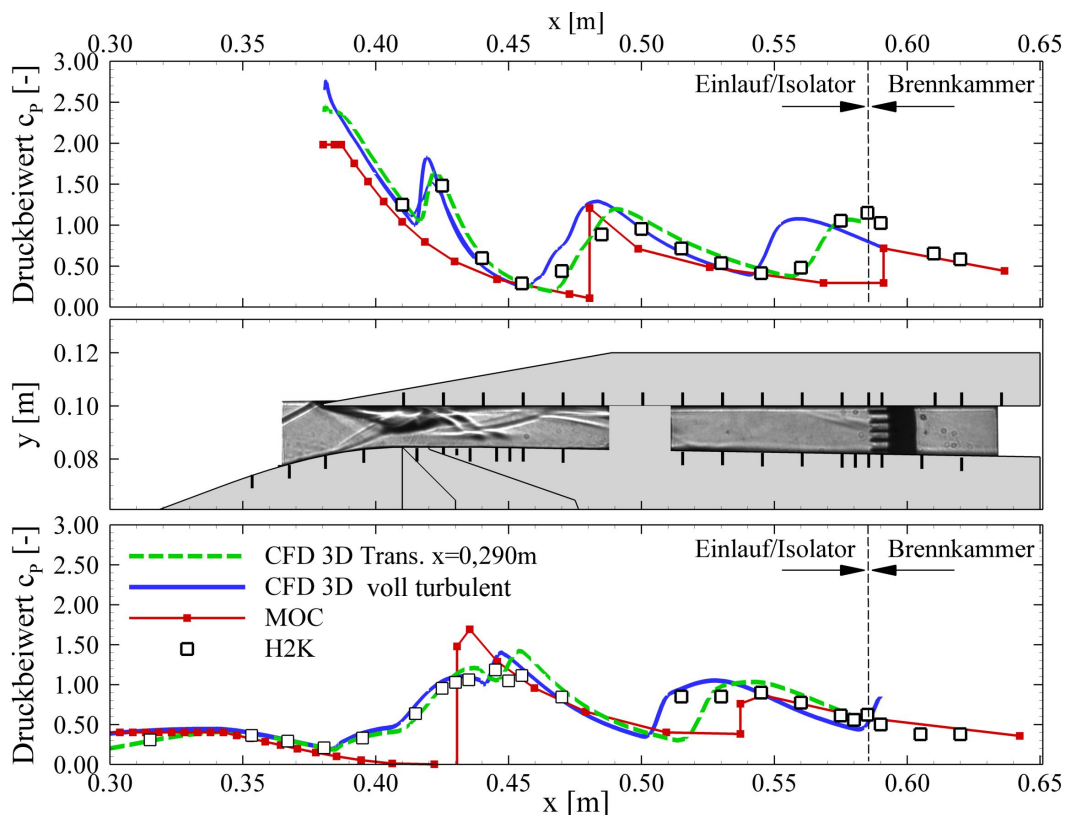 x [m]
0.30 0.35 0.40 0.45 0.50 0.55 0.60 0.65
Druckbeiwert c_P [-]
3.00
2.50
2.00
1.50
1.00
0.50
0.00
Einlauf/Isolator Brennkammer
y [m]
0.12
0.10
0.08
Druckbeiwert c_P [-]
3.00
2.50
2.00
1.50
1.00
0.50
0.00
CFD 3D Trans. x=0,290m
CFD 3D voll turbulent
MOC
H2K
Einlauf/Isolator Brennkammer
0.30 0.35 0.40 0.45 0.50 0.55 0.60 0.65
x [m]